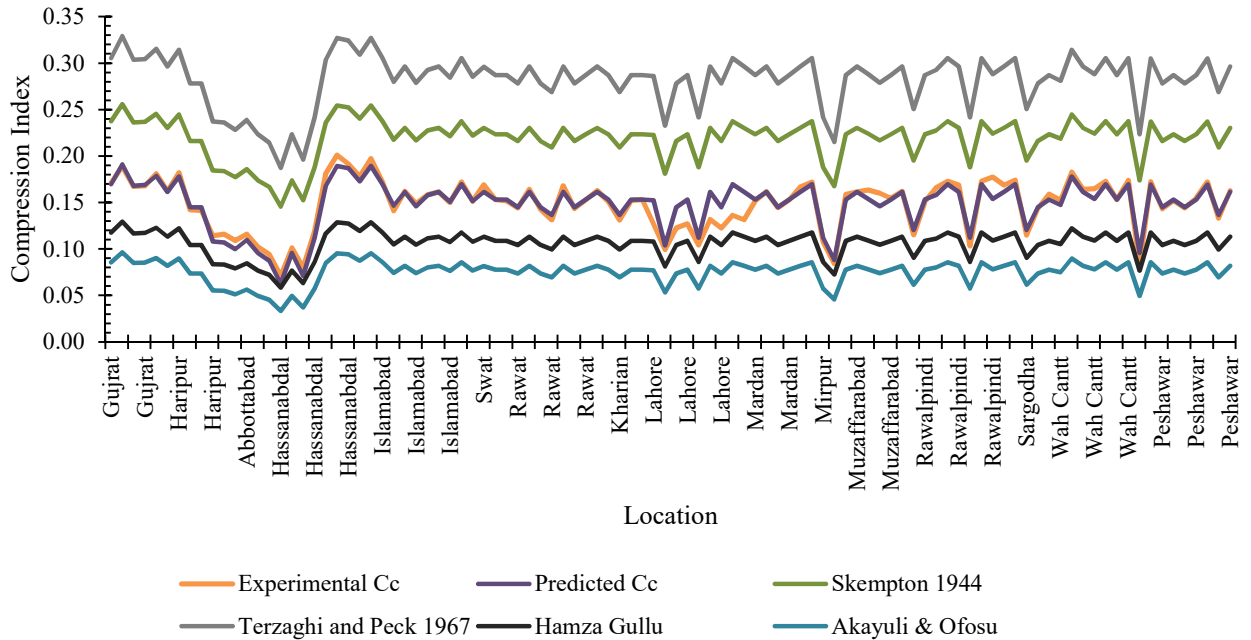 0.35
0.30
0.25
0.20
0.15
0.10
0.05
0.00
Compression Index
Gujrat
Gujrat
Haripur
Haripur
Abbottabad
Hassanabdal
Hassanabdal
Hassanabdal
Islamabad
Islamabad
Islamabad
Swat
Rawat
Rawat
Rawat
Kharian
Lahore
Lahore
Lahore
Mardan
Mardan
Mirpur
Muzaffarabad
Muzaffarabad
Rawalpindi
Rawalpindi
Rawalpindi
Sargodha
Wah Cantt
Wah Cantt
Wah Cantt
Peshawar
Peshawar
Peshawar
Location
Experimental Cc
Predicted Cc
Skempton 1944
Terzaghi and Peck 1967
Hamza Gullu
Akayuli & Ofosu